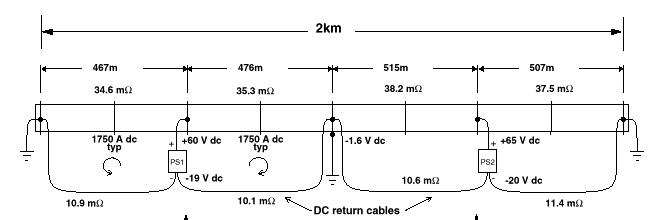 2km
467m 476m 515m 507m
34.6 mΩ 35.3 mΩ 38.2 mΩ 37.5 mΩ
1750 A dc typ +60 V dc 1750 A dc typ -1.6 V dc +65 V dc
+ PS1 - + PS2 -
-19 V dc -20 V dc
10.9 mΩ 10.1 mΩ 10.6 mΩ 11.4 mΩ
DC return cables